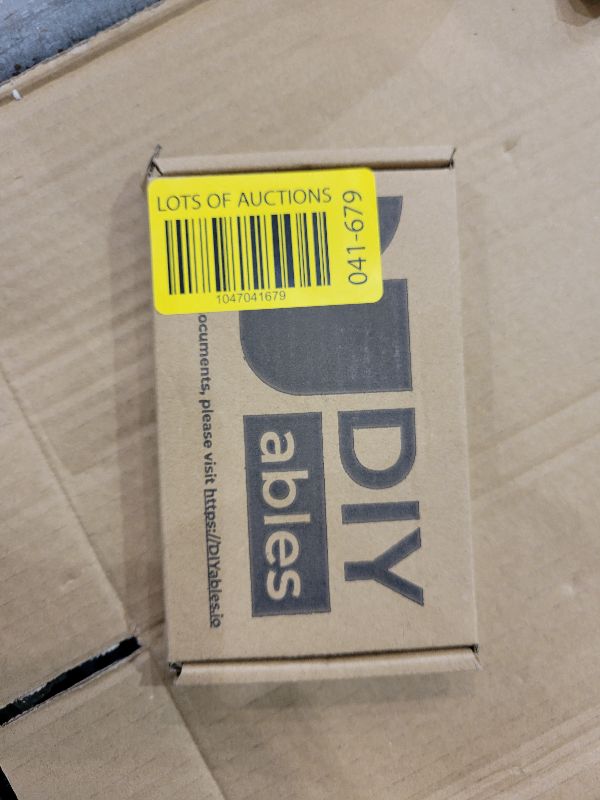 LOTS OF AUCTIONS
1047041679
041-679
DIY
ables
ocuments, please visit https://DIYables.io